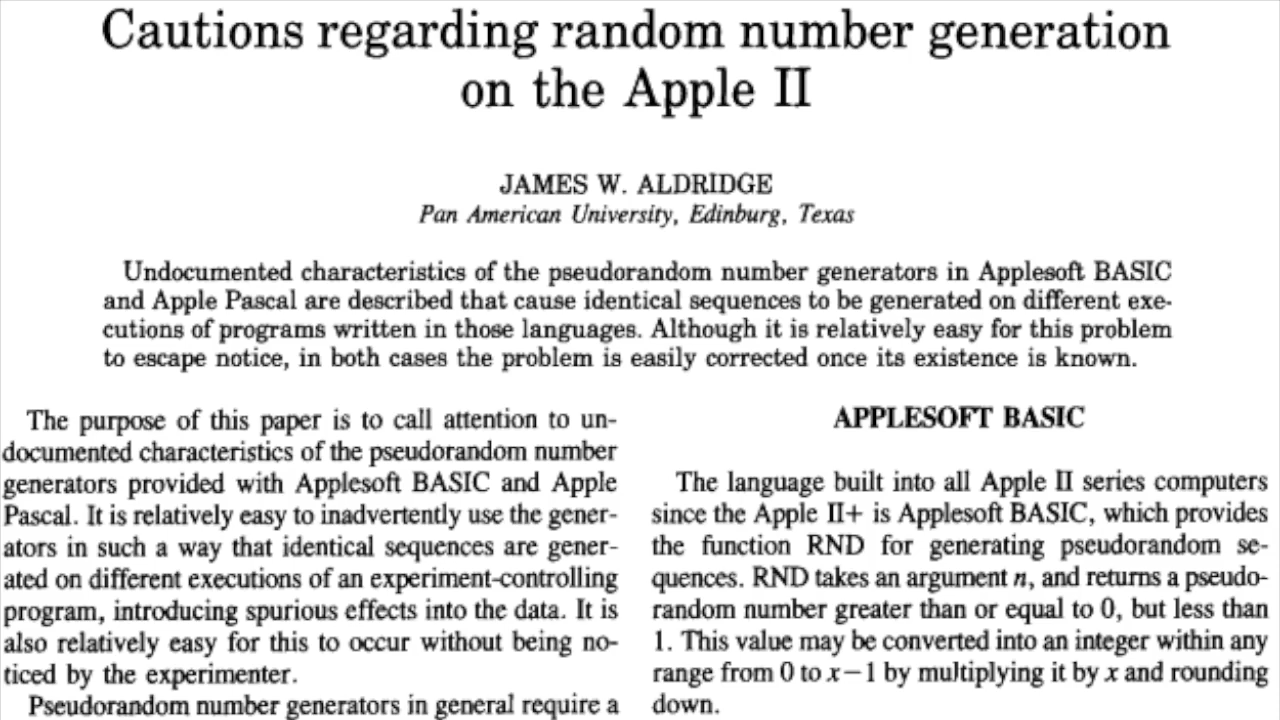 Cautions regarding random number generation
on the Apple II
JAMES W. ALDRIDGE
Pan American University, Edinburg, Texas
Undocumented characteristics of the pseudorandom number generators in Applesoft BASIC
and Apple Pascal are described that cause identical sequences to be generated on different exe-
cutions of programs written in those languages. Although it is relatively easy for this problem
to escape notice, in both cases the problem is easily corrected once its existence is known.
The purpose of this paper is to call attention to un-
documented characteristics of the pseudorandom number
generators provided with Applesoft BASIC and Apple
Pascal. It is relatively easy to inadvertently use the gener-
ators in such a way that identical sequences are gener-
ated on different executions of an experiment-controlling
program, introducing spurious effects into the data. It is
also relatively easy for this to occur without being no-
ticed by the experimenter.
Pseudorandom number generators in general require a
APPLESOFT BASIC
The language built into all Apple II series computers
since the Apple II+ is Applesoft BASIC, which provides
the function RND for generating pseudorandom se-
quences. RND takes an argument n, and returns a pseudo-
random number greater than or equal to 0, but less than
1. This value may be converted into an integer within any
range from 0 to x−1 by multiplying it by x and rounding
down.